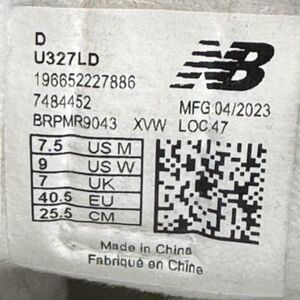 D
U327LD
196652227886
7484452 MFG.04/2023
BRPMR9043 XVW LOC 47
7.5 US M
9 US W
7 UK
40.5 EU
25.5 CM
NB
Made in China
Fabriqué en Chine